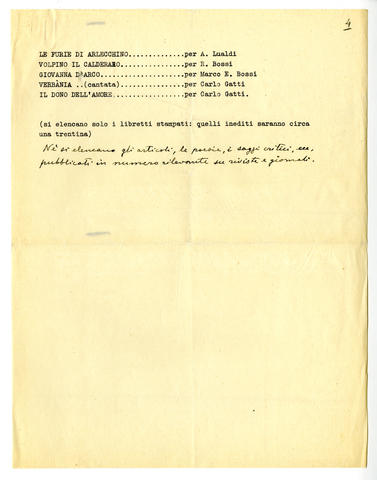 4
LE FURIE DI ARLECCHINO..............per A. Lualdi
VOLPINO IL CALDERAIO................per R. Bossi
GIOVANNA D'ARCO.....................per Marco E. Bossi
VERBÀNIA ..(cantata)................per Carlo Gatti
IL DONO DELL'AMORE..................per Carlo Gatti.
(si elencano solo i libretti stampati: quelli inediti saranno circa
una trentina)
Nè si elencano gli articoli, le poesie, i saggi critici, ecc,
pubblicati in numero rilevante su riviste e giornali.